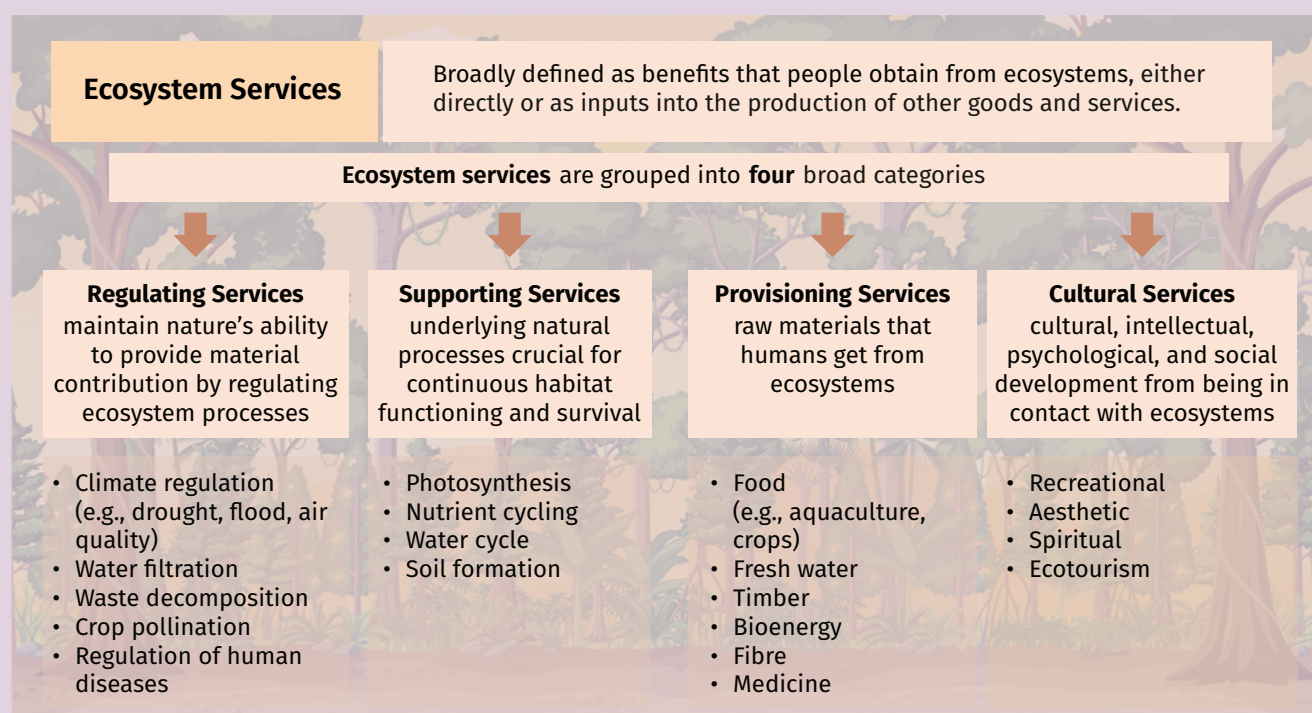 Ecosystem Services
Broadly defined as benefits that people obtain from ecosystems, either
directly or as inputs into the production of other goods and services.
Ecosystem services are grouped into four broad categories
Regulating Services
maintain nature’s ability
to provide material
contribution by regulating
ecosystem processes
• Climate regulation
(e.g., drought, flood, air
quality)
• Water filtration
• Waste decomposition
• Crop pollination
• Regulation of human
diseases
Supporting Services
underlying natural
processes crucial for
continuous habitat
functioning and survival
• Photosynthesis
• Nutrient cycling
• Water cycle
• Soil formation
Provisioning Services
raw materials that
humans get from
ecosystems
• Food
(e.g., aquaculture,
crops)
• Fresh water
• Timber
• Bioenergy
• Fibre
• Medicine
Cultural Services
cultural, intellectual,
psychological, and social
development from being in
contact with ecosystems
• Recreational
• Aesthetic
• Spiritual
• Ecotourism